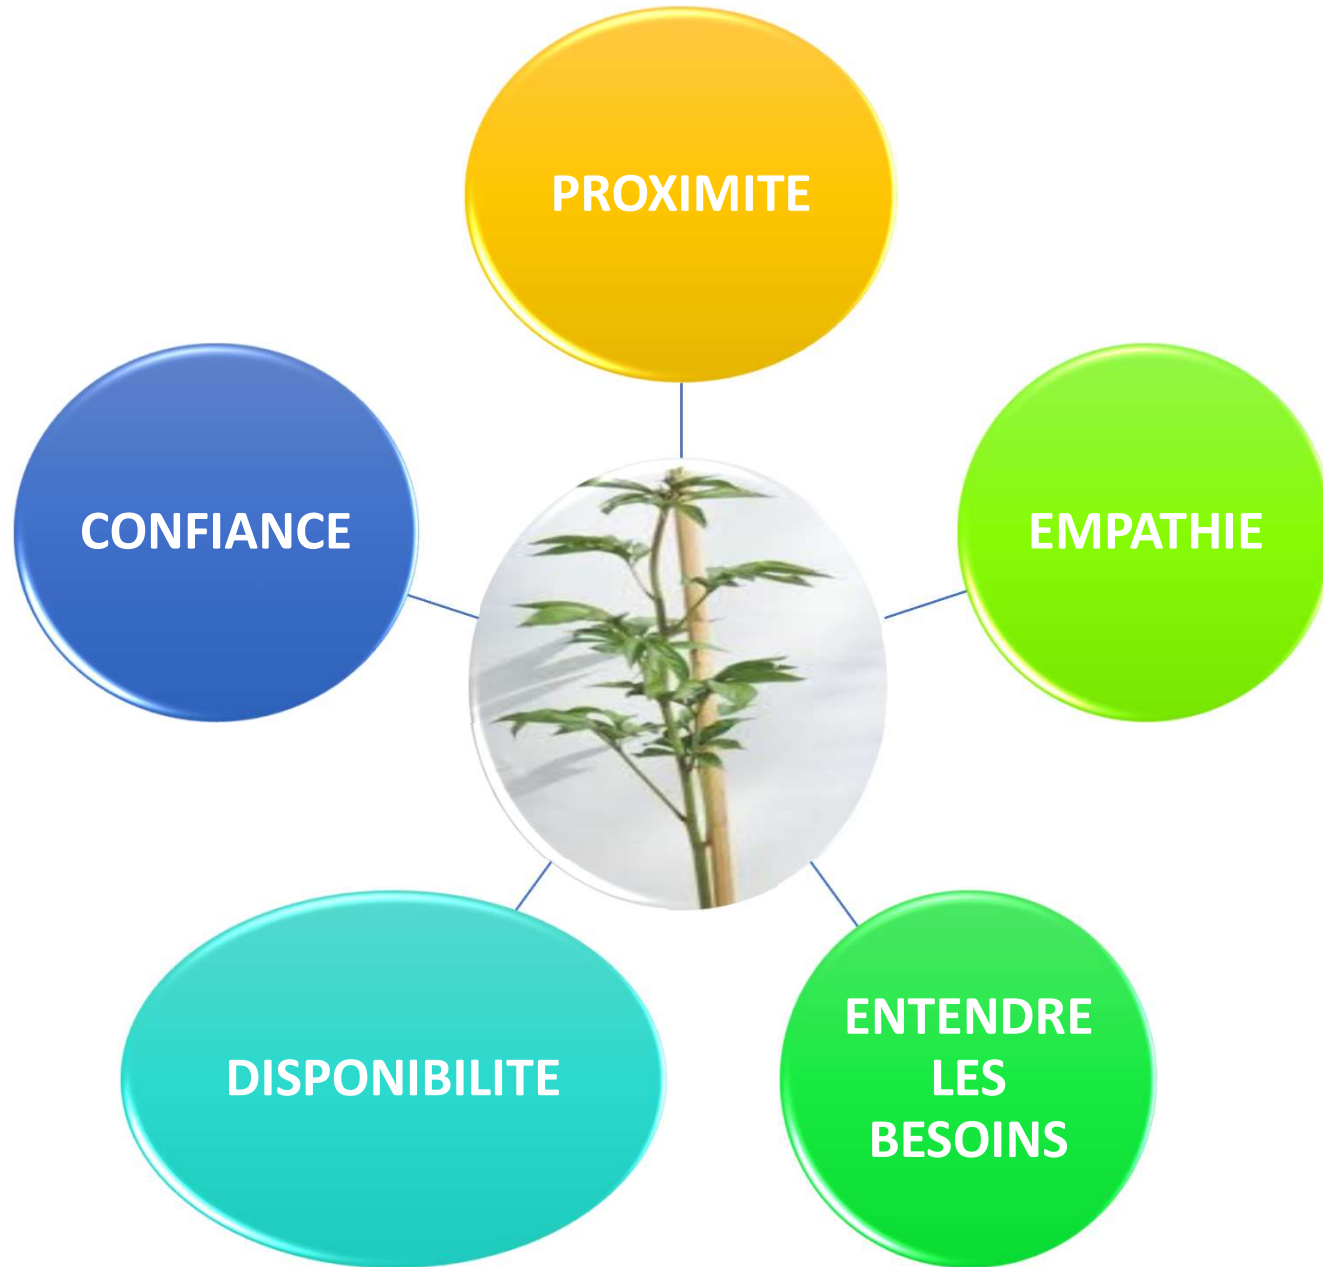 PROXIMITE
CONFIANCE
EMPATHIE
DISPONIBILITE
ENTENDRE
LES
BESOINS